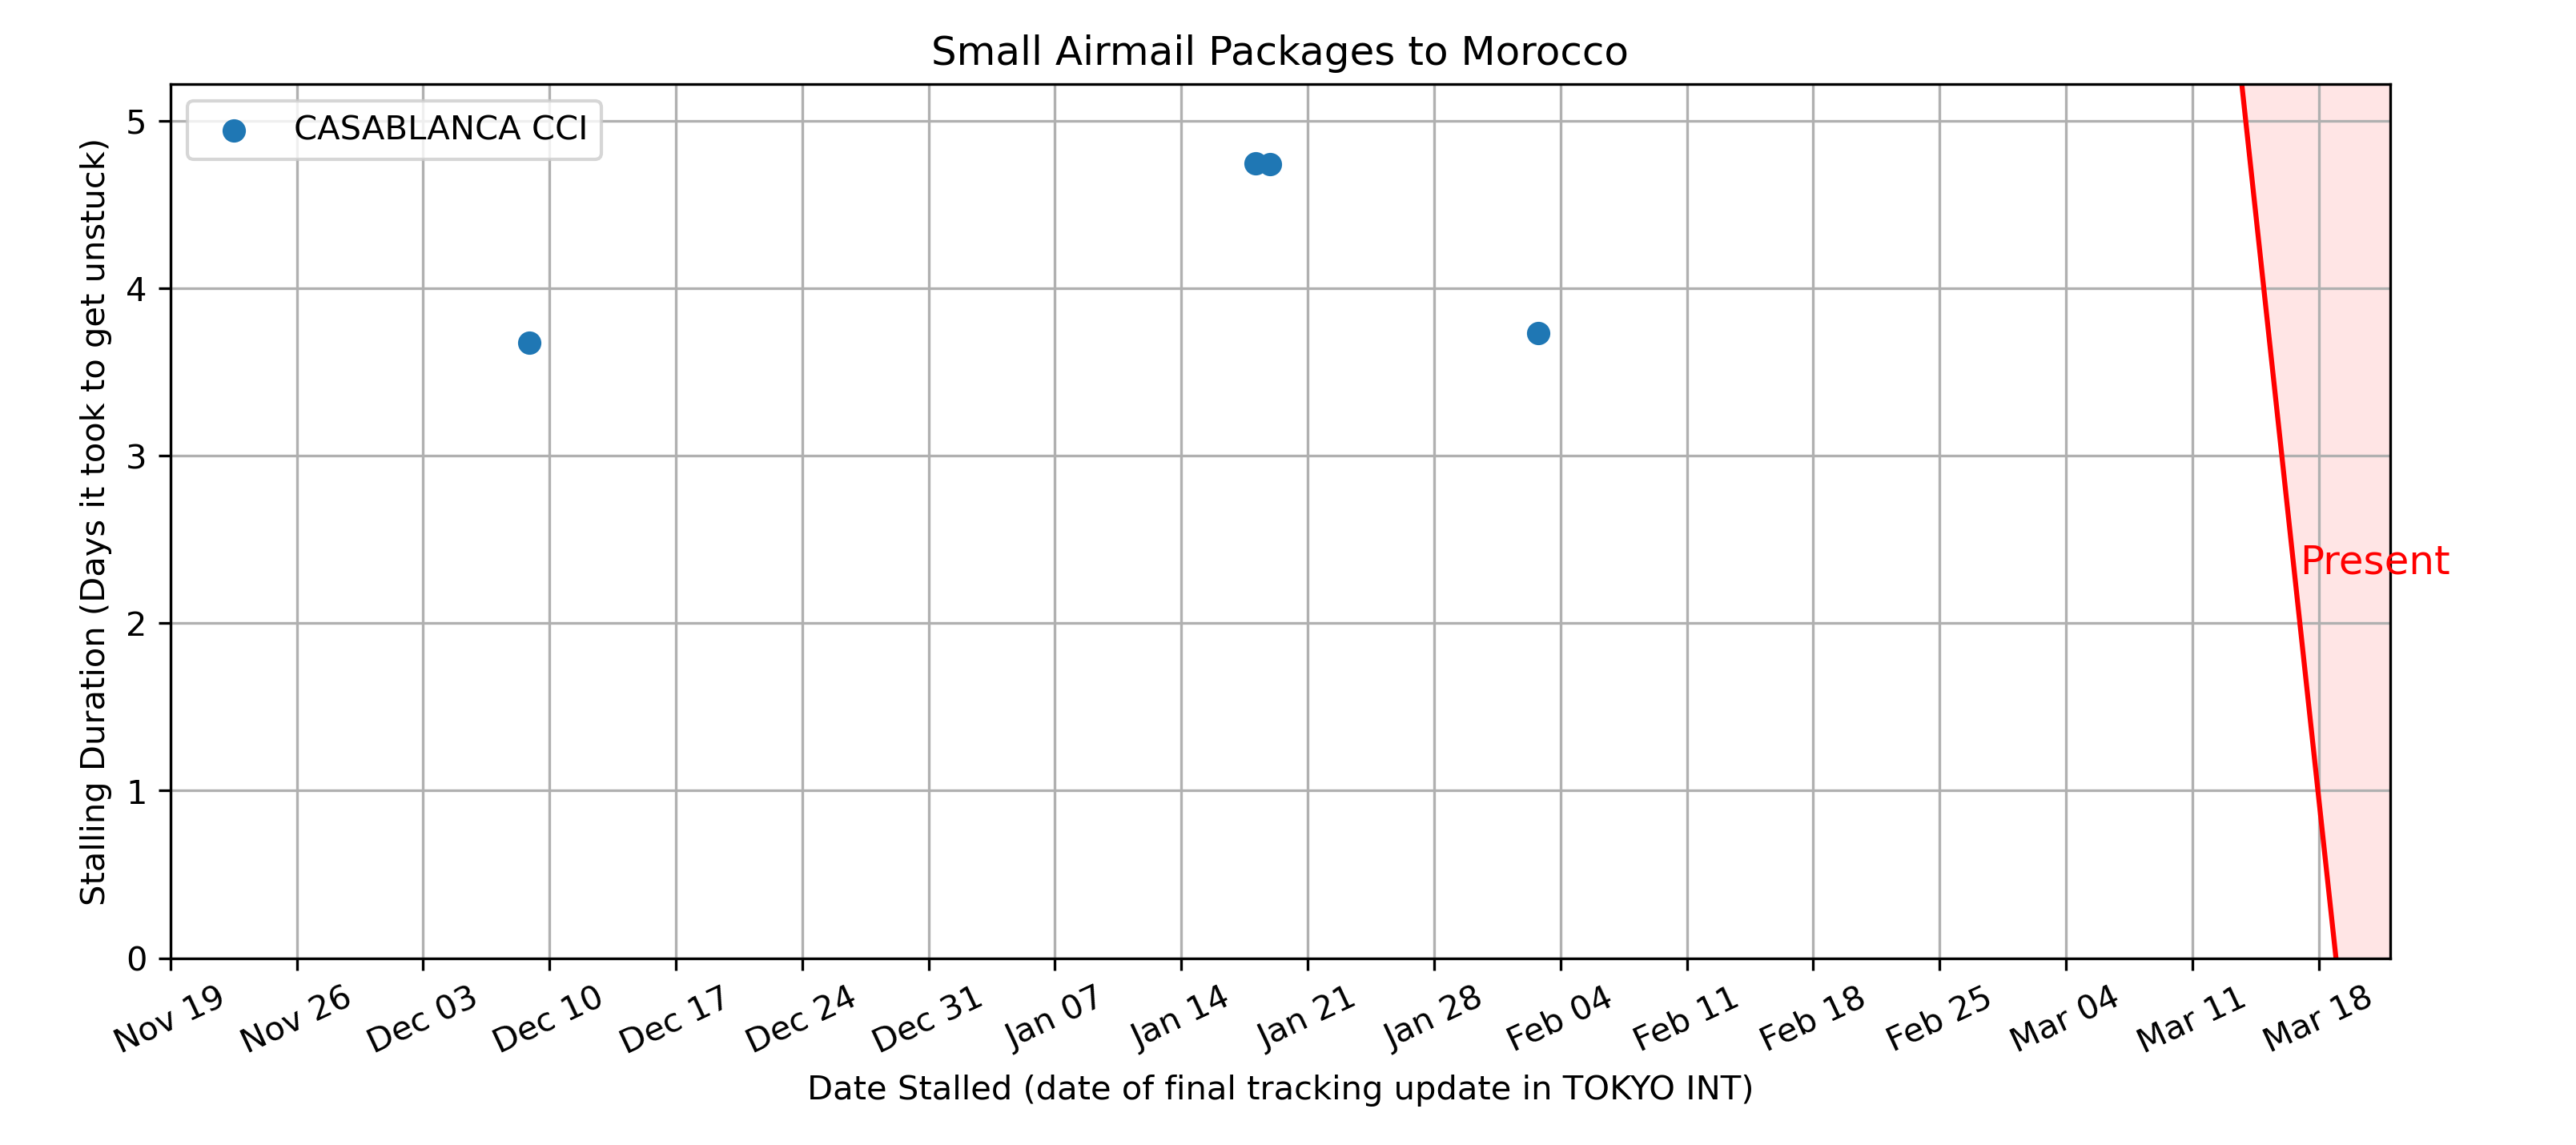 Small Airmail Packages to Morocco
CASABLANCA CCI
Stalling Duration (Days it took to get unstuck)
5
4
3
2
1
0
Present
Nov 19
Nov 26
Dec 03
Dec 10
Dec 17
Dec 24
Dec 31
Jan 07
Jan 14
Jan 21
Jan 28
Feb 04
Feb 11
Feb 18
Feb 25
Mar 04
Mar 11
Mar 18
Date Stalled (date of final tracking update in TOKYO INT)